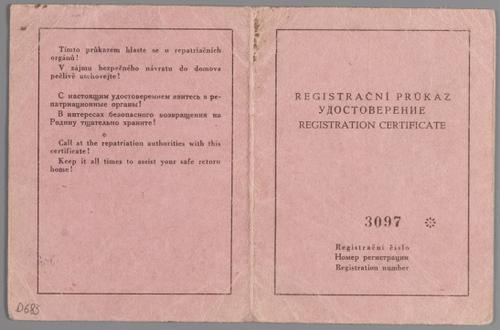 Tímto průkazem hlaste se u repatriačních
orgánů!
V zájmu bezpečného návratu do domova
pečlivě uschovejte!
С настоящим удостоверением явитесь в ре-
патриационные органы!
В интересах безопасного возвращения на
Родину тщательно храните!
Call at the repatriation authorities with this
certificate!
Keep it all times to assist your safe return
home!
D685
REGISTRAČNÍ PRŮKAZ
УДОСТОВЕРЕНИЕ
REGISTRATION CERTIFICATE
3097
Registrační číslo
Номер регистрации
Registration number